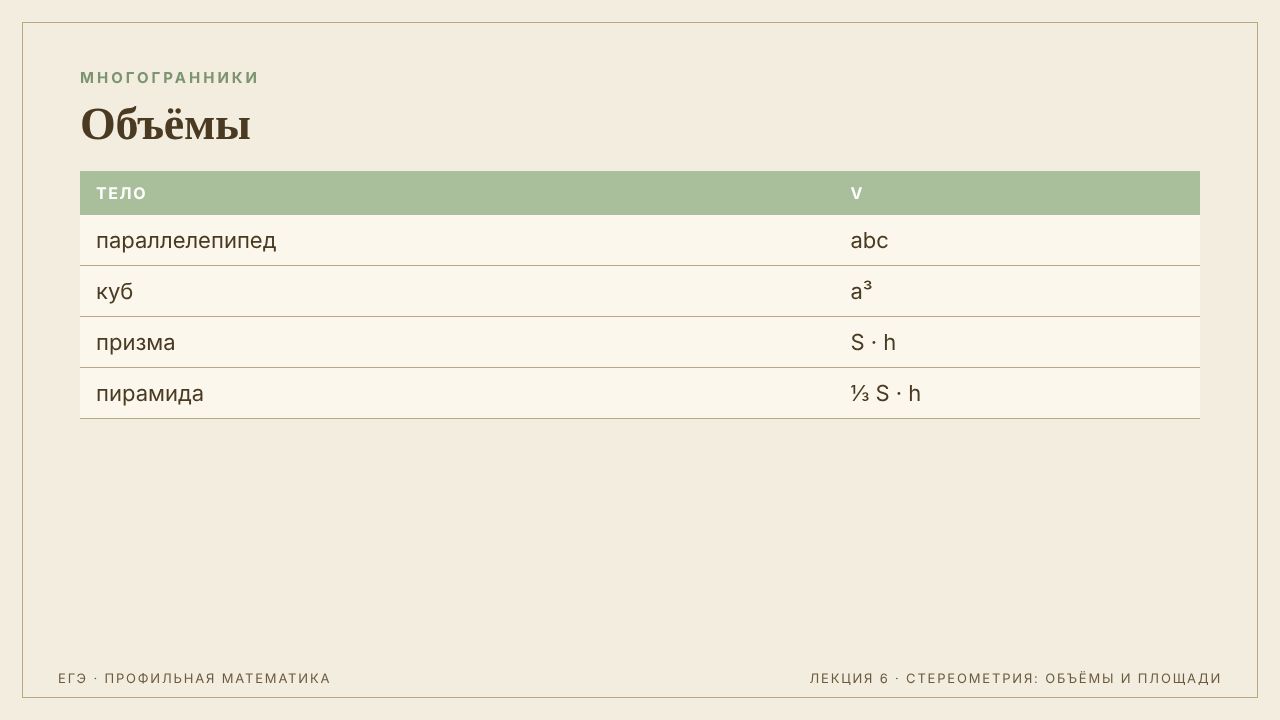 МНОГОГРАННИКИ
Объёмы
ТЕЛО V
параллелепипед abc
куб a³
призма S · h
пирамида ⅓ S · h
ЕГЭ · ПРОФИЛЬНАЯ МАТЕМАТИКА ЛЕКЦИЯ 6 · СТЕРЕОМЕТРИЯ: ОБЪЁМЫ И ПЛОЩАДИ